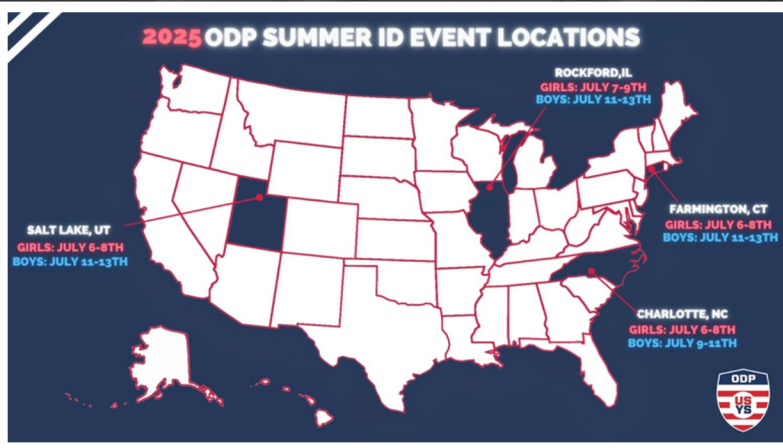 2025 ODP SUMMER ID EVENT LOCATIONS
ROCKFORD,IL
GIRLS: JULY 7-9TH
BOYS: JULY 11-13TH
SALT LAKE, UT
GIRLS: JULY 6-8TH
BOYS: JULY 11-13TH
FARMINGTON, CT
GIRLS: JULY 6-8TH
BOYS: JULY 11-13TH
CHARLOTTE, NC
GIRLS: JULY 6-8TH
BOYS: JULY 9-11TH
ODP
US
YS